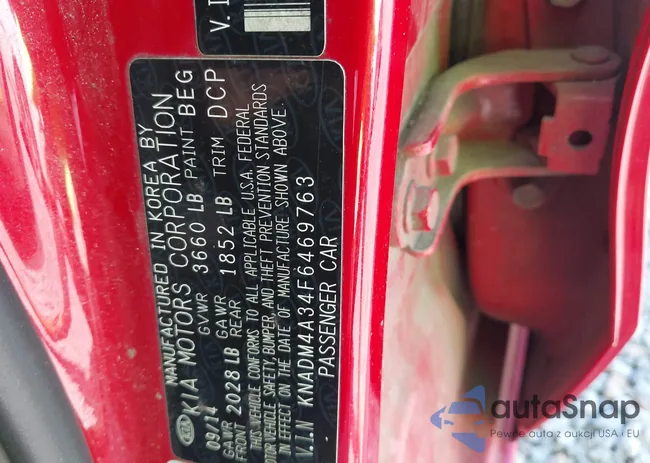 V.I
KIA
MANUFACTURED IN KOREA BY
KIA MOTORS CORPORATION
09/14 GVWR 3660 LB PAINT BEG
GAWR FRONT 2028 LB GAWR REAR 1852 LB TRIM DCP
THIS VEHICLE CONFORMS TO ALL APPLICABLE U.S.A. FEDERAL
MOTOR VEHICLE SAFETY, BUMPER, AND THEFT PREVENTION STANDARDS
IN EFFECT ON THE DATE OF MANUFACTURE SHOWN ABOVE.
V.I.N KNADM4A34F6469763
PASSENGER CAR
autoSnap
Pewne auta z aukcji USA i EU